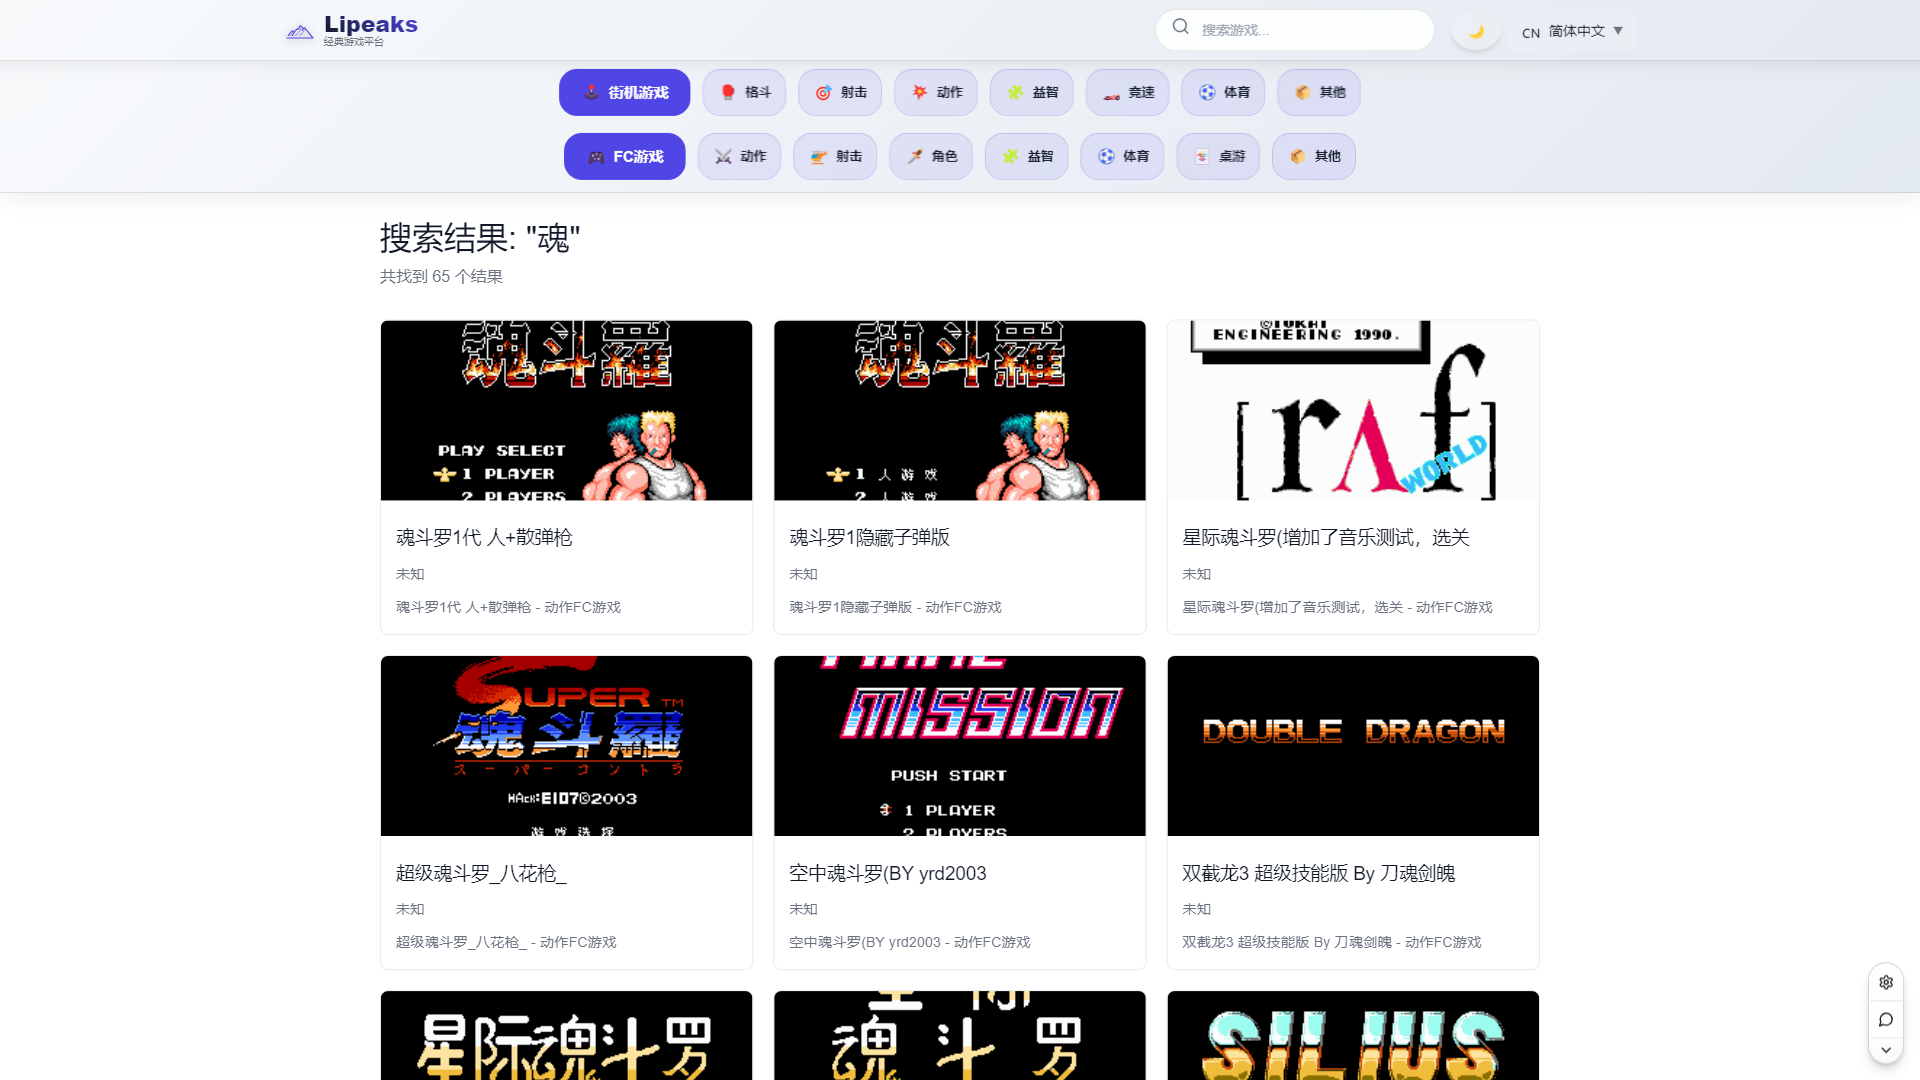 Lipeaks
经典游戏平台
搜索游戏...
CN 简体中文 ▼
街机游戏 格斗 射击 动作 益智 竞速 体育 其他
FC游戏 动作 射击 角色 益智 体育 桌游 其他
搜索结果: "魂"
共找到 65 个结果
魂斗羅
PLAY SELECT
1 PLAYER
2 PLAYERS
魂斗羅
1 人 游 戏
2 人 游 戏
ENGINEERING 1990.
[rAf]
WORLD
魂斗罗1代 人+散弹枪
未知
魂斗罗1代 人+散弹枪 - 动作FC游戏
魂斗罗1隐藏子弹版
未知
魂斗罗1隐藏子弹版 - 动作FC游戏
星际魂斗罗(增加了音乐测试，选关
未知
星际魂斗罗(增加了音乐测试，选关 - 动作FC游戏
SUPER TM
魂斗羅
スーパーコントラ
HAcK:E107©2003
游 戏 选 择
MISSION
PUSH START
1 PLAYER
2 PLAYERS
DOUBLE DRAGON
超级魂斗罗_八花枪_
未知
超级魂斗罗_八花枪_ - 动作FC游戏
空中魂斗罗(BY yrd2003
未知
空中魂斗罗(BY yrd2003 - 动作FC游戏
双截龙3 超级技能版 By 刀魂剑魄
未知
双截龙3 超级技能版 By 刀魂剑魄 - 动作FC游戏
星际魂斗罗
魂 斗 罗
SILIUS